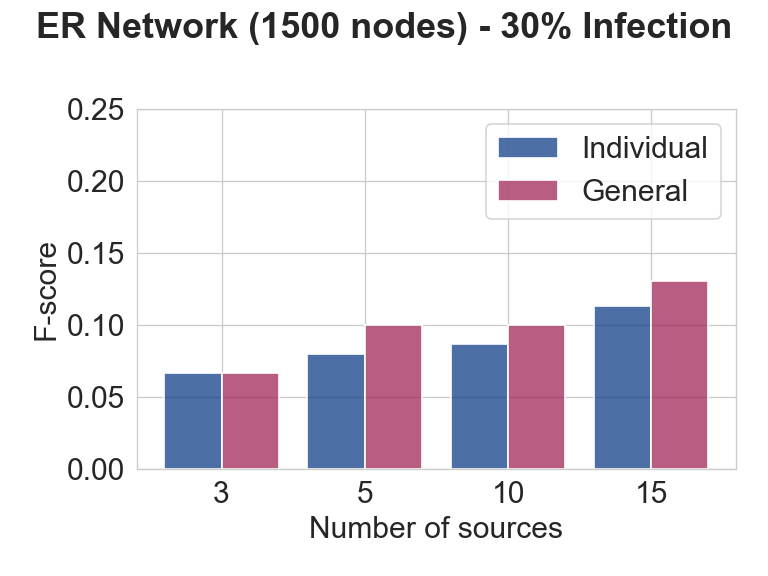 ER Network (1500 nodes) - 30% Infection
0.25
0.20
0.15
0.10
0.05
0.00
F-score
Individual
General
3 5 10 15
Number of sources